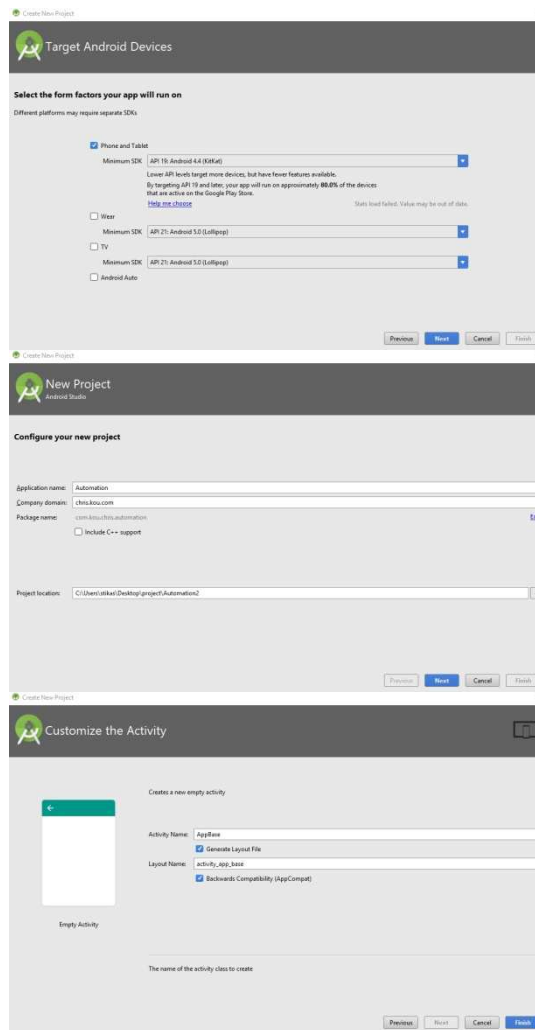 Create New Project
Target Android Devices
Select the form factors your app will run on
Different platforms may require separate SDKs
Phone and Tablet
Minimum SDK API 19: Android 4.4 (KitKat)
Lower API levels target more devices, but have fewer features available.
By targeting API 19 and later, your app will run on approximately 80.0% of the devices
that are active on the Google Play Store.
Help me choose Stats load failed. Value may be out of date.
Wear
Minimum SDK API 21: Android 5.0 (Lollipop)
TV
Minimum SDK API 21: Android 5.0 (Lollipop)
Android Auto
Previous Next Cancel Finish
Create New Project
New Project
Android Studio
Configure your new project
Application name: Automation
Company domain: chris.kou.com
Package name: com.kou.chris.automation
Include C++ support
Project location: C:\Users\stikas\Desktop\project\Automation2
Previous Next Cancel Finish
Create New Project
Customize the Activity
Creates a new empty activity
Activity Name: AppBase
Generate Layout File
Layout Name: activity_app_base
Backwards Compatibility (AppCompat)
Empty Activity
The name of the activity class to create
Previous Next Cancel Finish